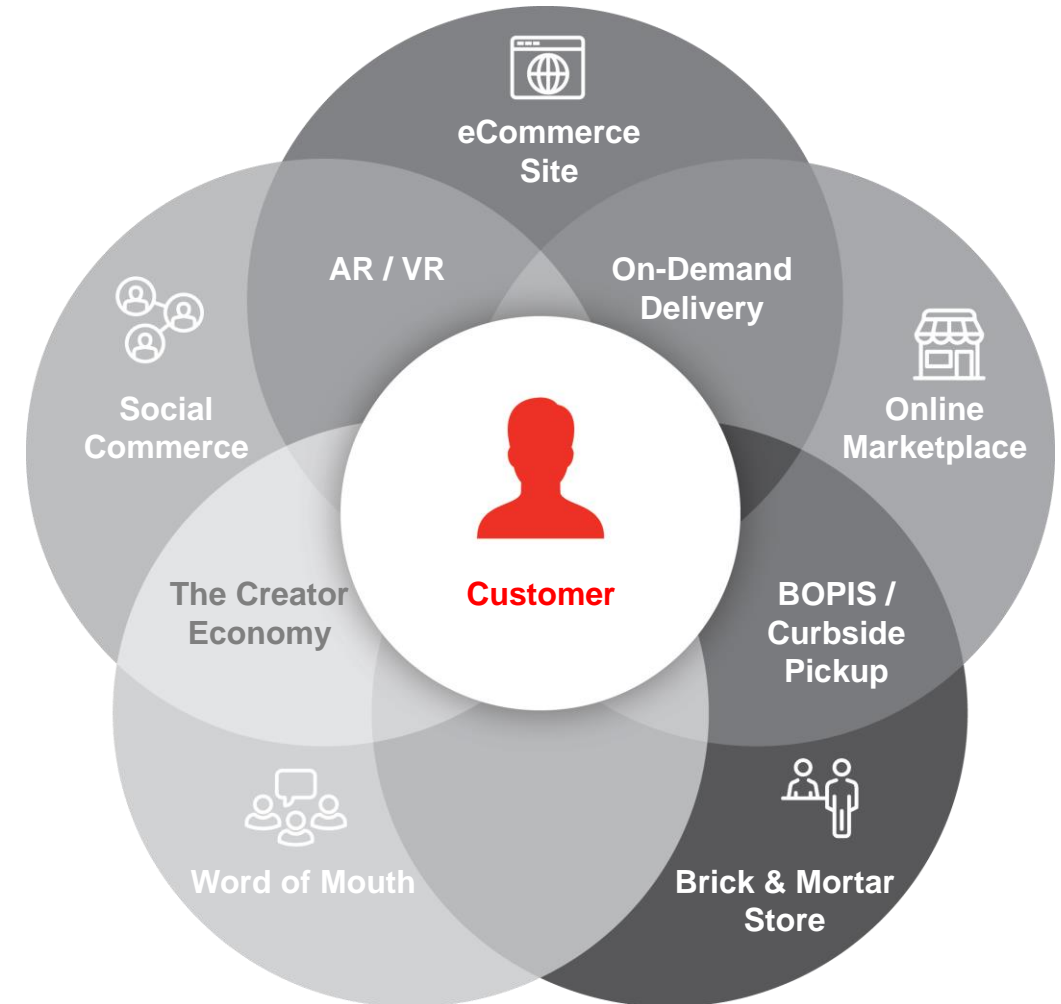 eCommerce
Site
AR / VR
On-Demand
Delivery
Social
Commerce
Online
Marketplace
The Creator
Economy
Customer
BOPIS /
Curbside
Pickup
Word of Mouth
Brick & Mortar
Store